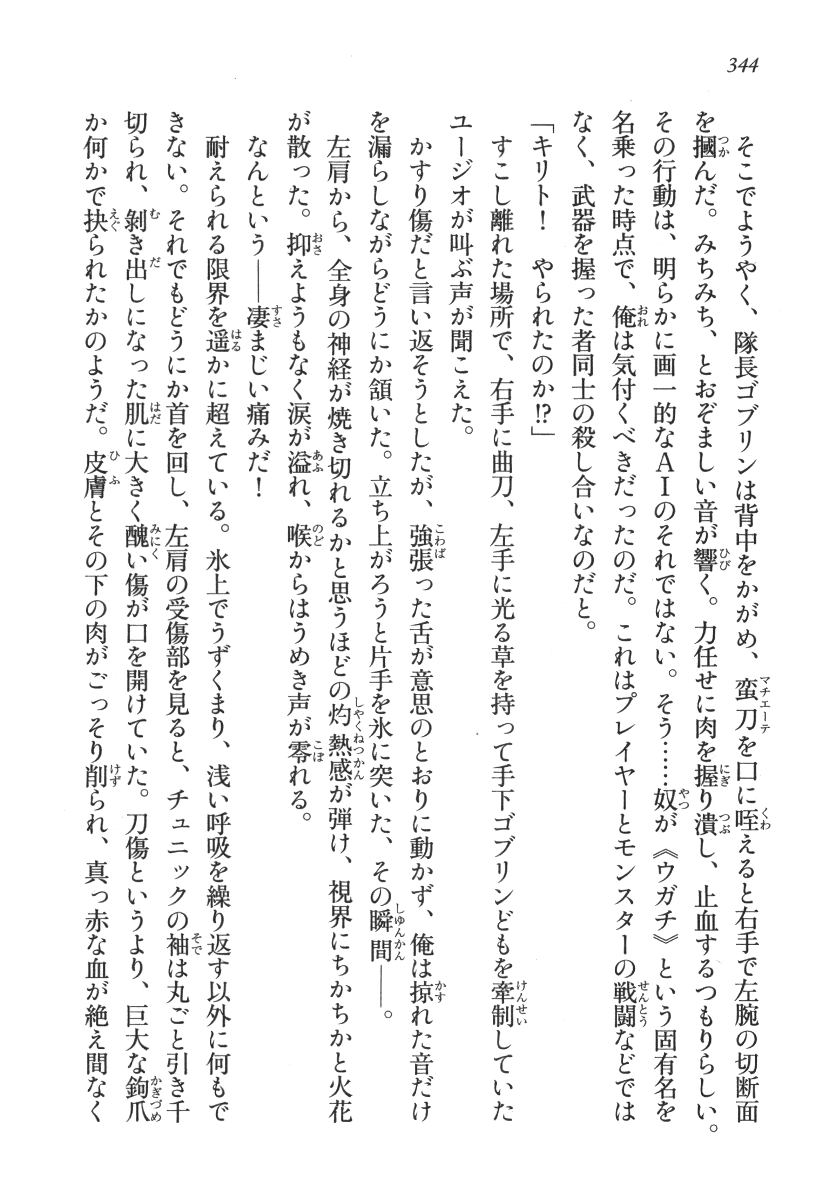 344
そこでようやく、隊長ゴブリンは背中をかがめ、蛮刀を口に咥えると右手で左腕の切断面
を摑んだ。みちみち、とおぞましい音が響く。力任せに肉を握り潰し、止血するつもりらしい。
その行動は、明らかに画一的なＡＩのそれではない。そう……奴が《ウガチ》という固有名を
名乗った時点で、俺は気付くべきだったのだ。これはプレイヤーとモンスターの戦闘などでは
なく、武器を握った者同士の殺し合いなのだと。
「キリト！　やられたのか!?」
すこし離れた場所で、右手に曲刀、左手に光る草を持って手下ゴブリンどもを牽制していた
ユージオが叫ぶ声が聞こえた。
かすり傷だと言い返そうとしたが、強張った舌が意思のとおりに動かず、俺は掠れた音だけ
を漏らしながらどうにか頷いた。立ち上がろうと片手を氷に突いた、その瞬間――。
左肩から、全身の神経が焼き切れるかと思うほどの灼熱感が弾け、視界にちかちかと火花
が散った。抑えようもなく涙が溢れ、喉からはうめき声が零れる。
なんという――凄まじい痛みだ！
耐えられる限界を遥かに超えている。氷上でうずくまり、浅い呼吸を繰り返す以外に何もで
きない。それでもどうにか首を回し、左肩の受傷部を見ると、チュニックの袖は丸ごと引き千
切られ、剝き出しになった肌に大きく醜い傷が口を開けていた。刀傷というより、巨大な鉤爪
か何かで抉られたかのようだ。皮膚とその下の肉がごっそり削られ、真っ赤な血が絶え間なく